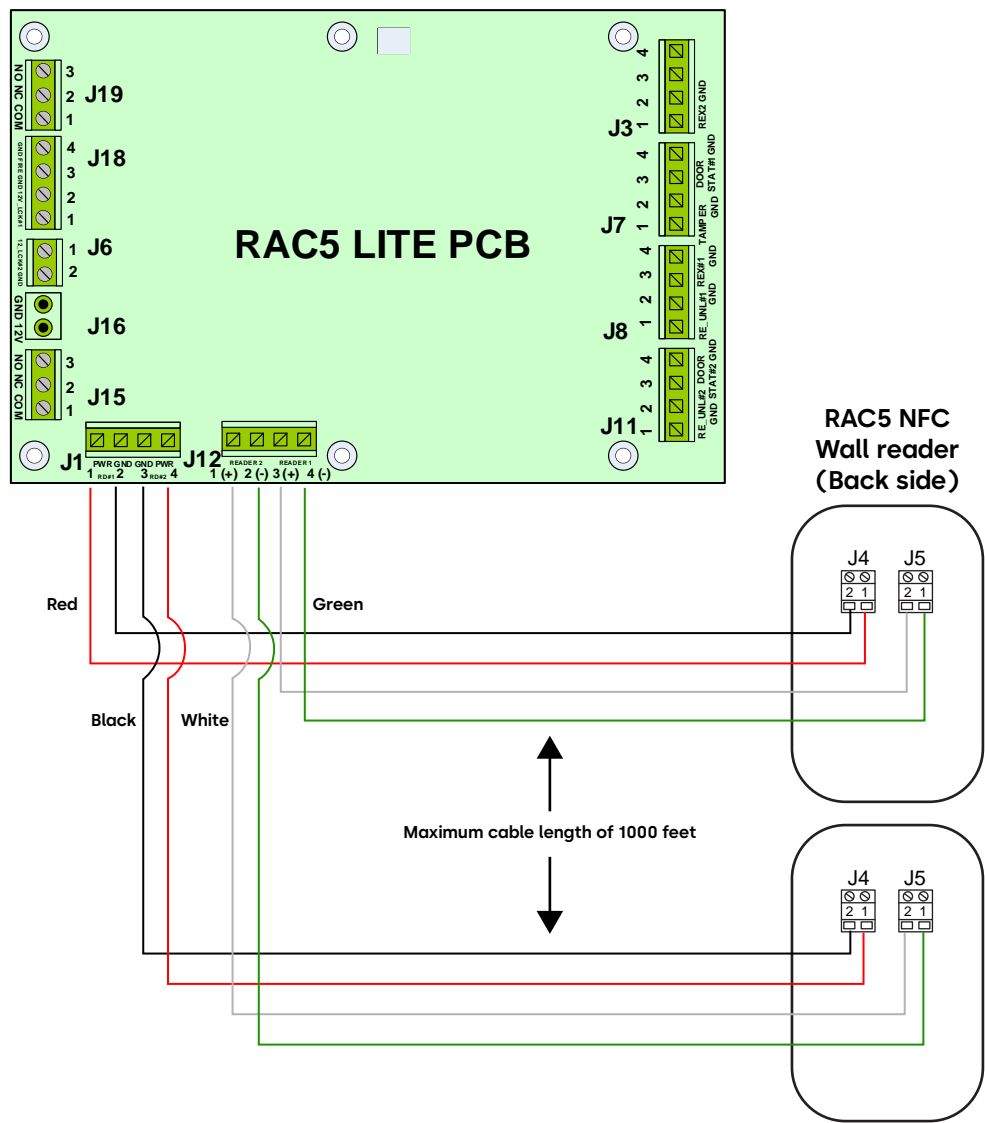 RAC5 LITE PCB
NO NC COM
3
2
1
J19
GND FIRE GND 12V_LCK#1
4
3
2
1
J18
12_LCK#2 GND
1
2
J6
GND 12V
J16
NO NC COM
3
2
1
J15
J3
4
3
2
1
REX2 GND
J7
4
3
2
1
TAMPER DOOR
GND STAT#1 GND
J8
4
3
2
1
RE_UNL#1 REX#1
GND GND
J11
4
3
2
1
RE_UNL#2 DOOR
GND STAT#2 GND
J1
PWR GND GND PWR
1 RD#1 2 3 RD#2 4
J12
READER 2 READER 1
1 (+) 2 (-) 3 (+) 4 (-)
RAC5 NFC
Wall reader
(Back side)
J4 J5
2 1 2 1
Red
Green
Black
White
Maximum cable length of 1000 feet
J4 J5
2 1 2 1